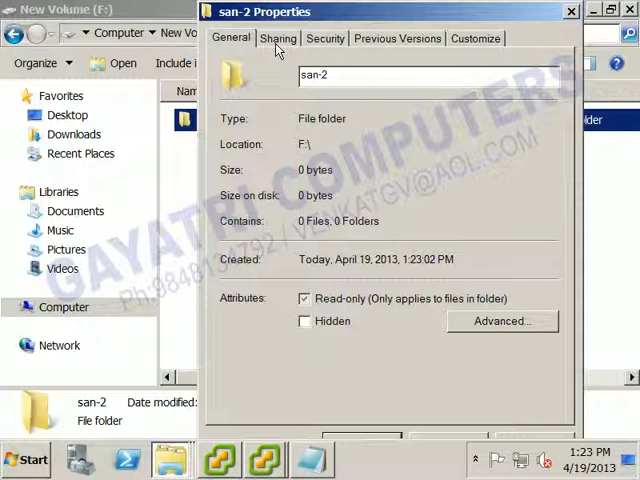 New Volume (F:)
san-2 Properties
Computer
New Vo
Organize
Open
Include i
General
Sharing
Security
Previous Versions
Customize
Favorites
Desktop
Downloads
Recent Places
Libraries
Documents
Music
Pictures
Videos
Computer
Network
Nam
lder
san-2
Type: File folder
Location: F:\
Size: 0 bytes
Size on disk: 0 bytes
Contains: 0 Files, 0 Folders
Created: Today, April 19, 2013, 1:23:02 PM
Attributes: Read-only (Only applies to files in folder)
Hidden
Advanced...
GAYATRI COMPUTERS
Ph:9848134792 / VENKATGV@AOL.COM
san-2 Date modified:
File folder
Start
1:23 PM
4/19/2013